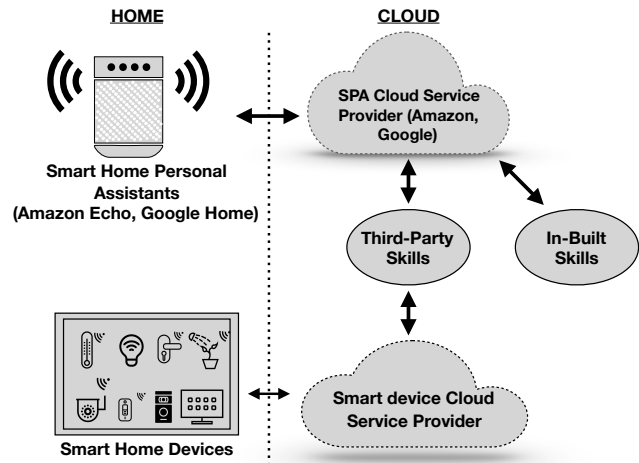 HOME
CLOUD
SPA Cloud Service
Provider (Amazon,
Google)
Smart Home Personal
Assistants
(Amazon Echo, Google Home)
Third-Party
Skills
In-Built
Skills
Smart device Cloud
Service Provider
Smart Home Devices